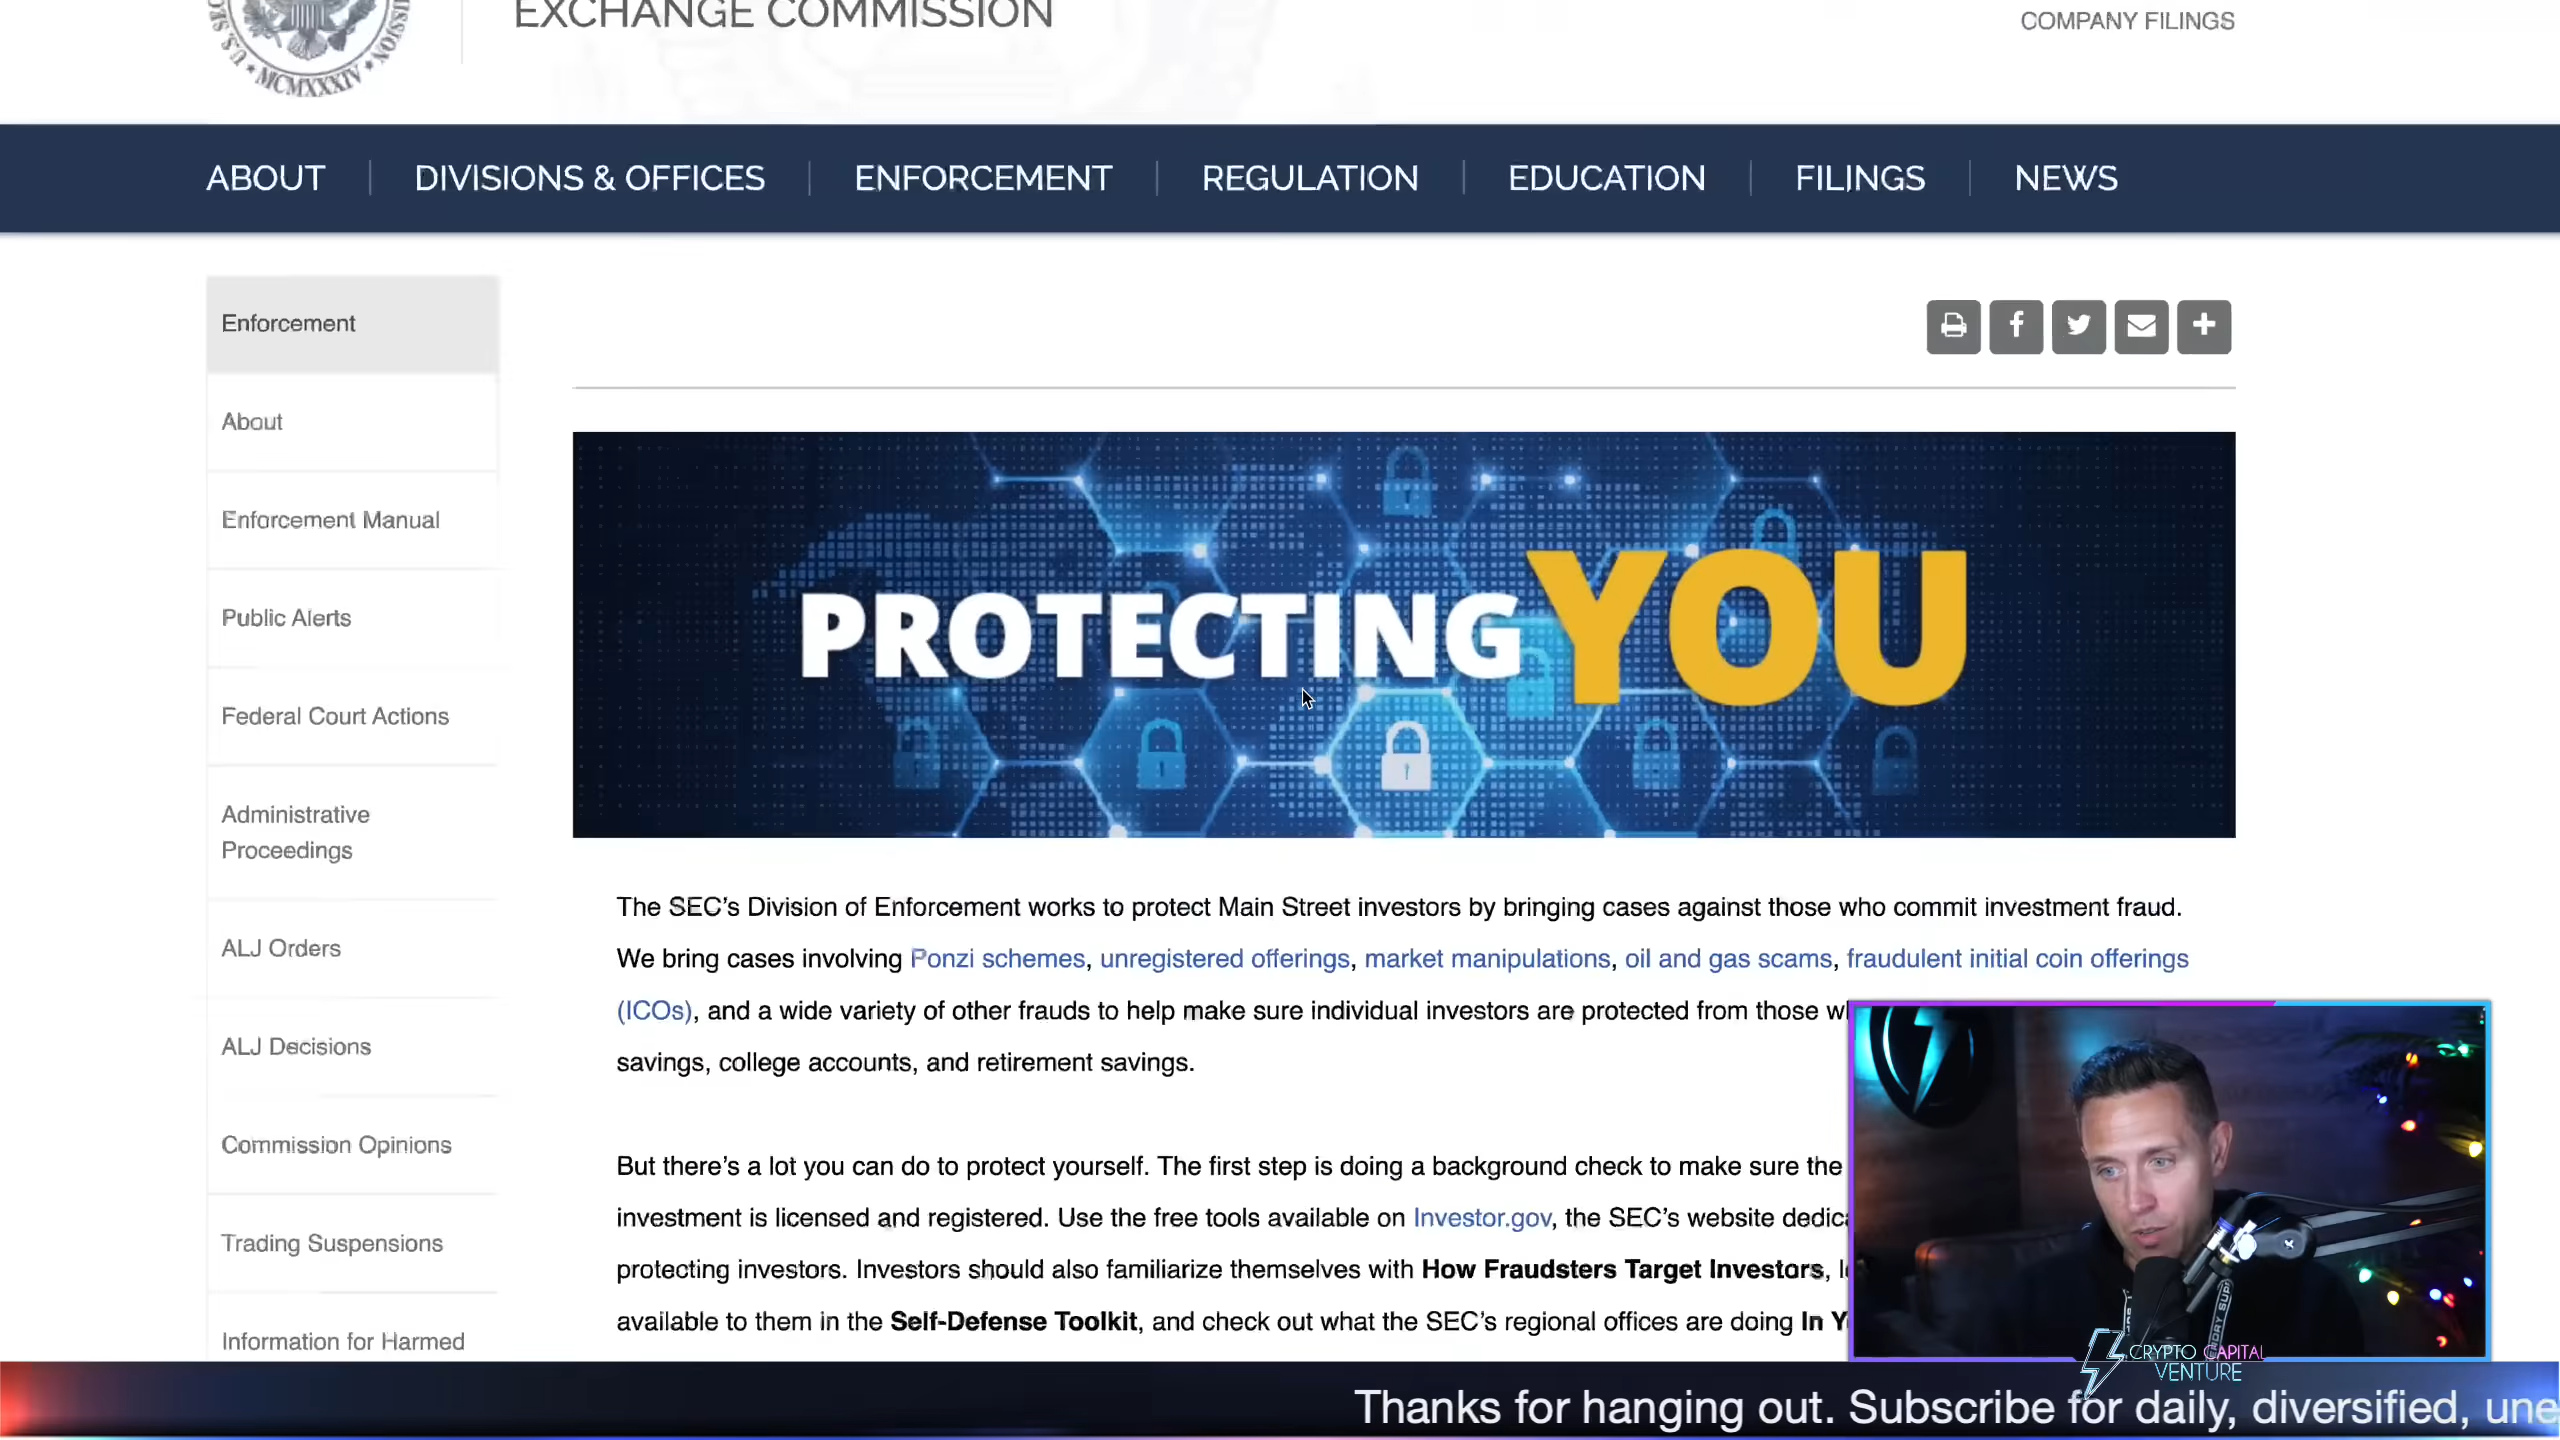 EXCHANGE COMMISSION
COMPANY FILINGS
MCMXXXIV
ABOUT
DIVISIONS & OFFICES
ENFORCEMENT
REGULATION
EDUCATION
FILINGS
NEWS
Enforcement
About
Enforcement Manual
Public Alerts
Federal Court Actions
Administrative
Proceedings
ALJ Orders
ALJ Decisions
Commission Opinions
Trading Suspensions
Information for Harmed
PROTECTING YOU
The SEC’s Division of Enforcement works to protect Main Street investors by bringing cases against those who commit investment fraud.
We bring cases involving Ponzi schemes, unregistered offerings, market manipulations, oil and gas scams, fraudulent initial coin offerings
(ICOs), and a wide variety of other frauds to help make sure individual investors are protected from those
savings, college accounts, and retirement savings.
But there’s a lot you can do to protect yourself. The first step is doing a background check to make sure the
investment is licensed and registered. Use the free tools available on Investor.gov, the SEC’s website
protecting investors. Investors should also familiarize themselves with How Fraudsters Target Investors,
available to them in the Self-Defense Toolkit, and check out what the SEC’s regional offices are doing In
CRYPTO CAPITAL
VENTURE
Thanks for hanging out. Subscribe for daily, diversified,